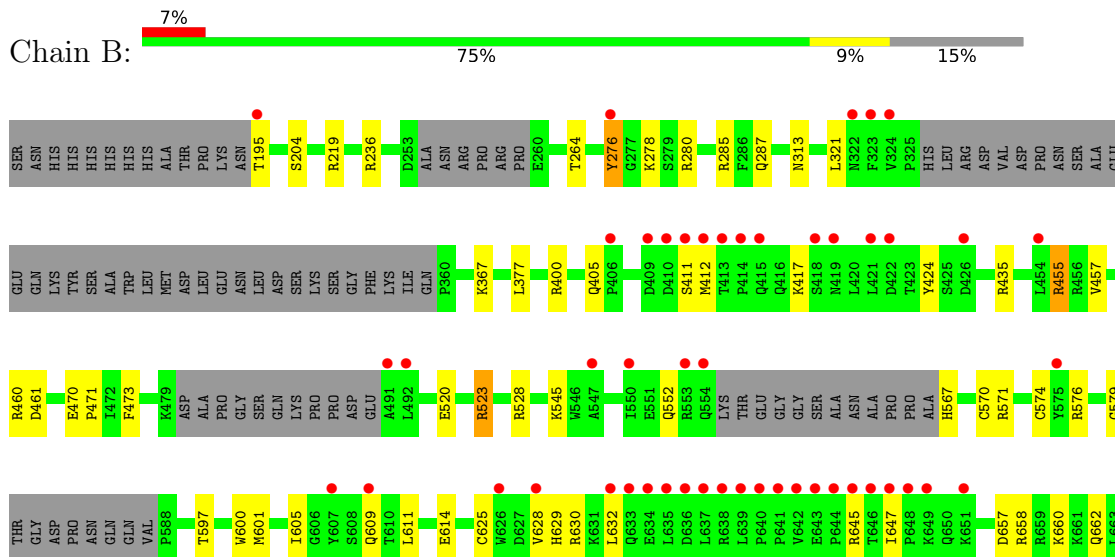 7%
Chain B:
75%
9%
15%
SER ASN HIS HIS HIS HIS HIS HIS ALA THR PRO LYS ASN T195 S204 R219 R236 D253 ALA ASN ARG PRO ARG PRO E260 T264 Y276 G277 K278 S279 R280 R285 F286 Q287 N313 L321 N322 F323 V324 P325 HIS LEU ARG ASP VAL ASP PRO ASN SER ALA GLU
GLU GLN LYS TYR SER ALA TRP LEU MET ASP LEU GLU ASN LEU ASP SER LYS SER GLY PHE LYS ILE GLN P360 K367 L377 R400 Q405 P406 D409 D410 S411 M412 T413 P414 Q415 Q416 K417 S418 N419 L420 L421 D422 T423 Y424 S425 D426 R435 L454 R455 R456 V457
R460 D461 E470 P471 I472 F473 K479 ASP ALA PRO GLY SER GLN LYS PRO PRO ASP GLU A491 L492 E520 R523 R528 K545 W546 A547 I550 E551 Q552 R553 Q554 LYS THR GLU GLY GLY SER ALA ASN ALA PRO PRO ALA H567 C570 R571 C574 Y575 R576
THR GLY ASP PRO ASN GLN GLN VAL P588 T597 W600 M601 I605 G606 Y607 S608 Q609 T610 L611 E614 C625 W626 D627 V628 H629 R630 K631 L632 Q633 E634 L635 D636 L637 R638 L639 P640 P641 V642 E643 P644 R645 T646 I647 P648 K649 Q650 K651 D657 R658 R659 K660 K661 Q662